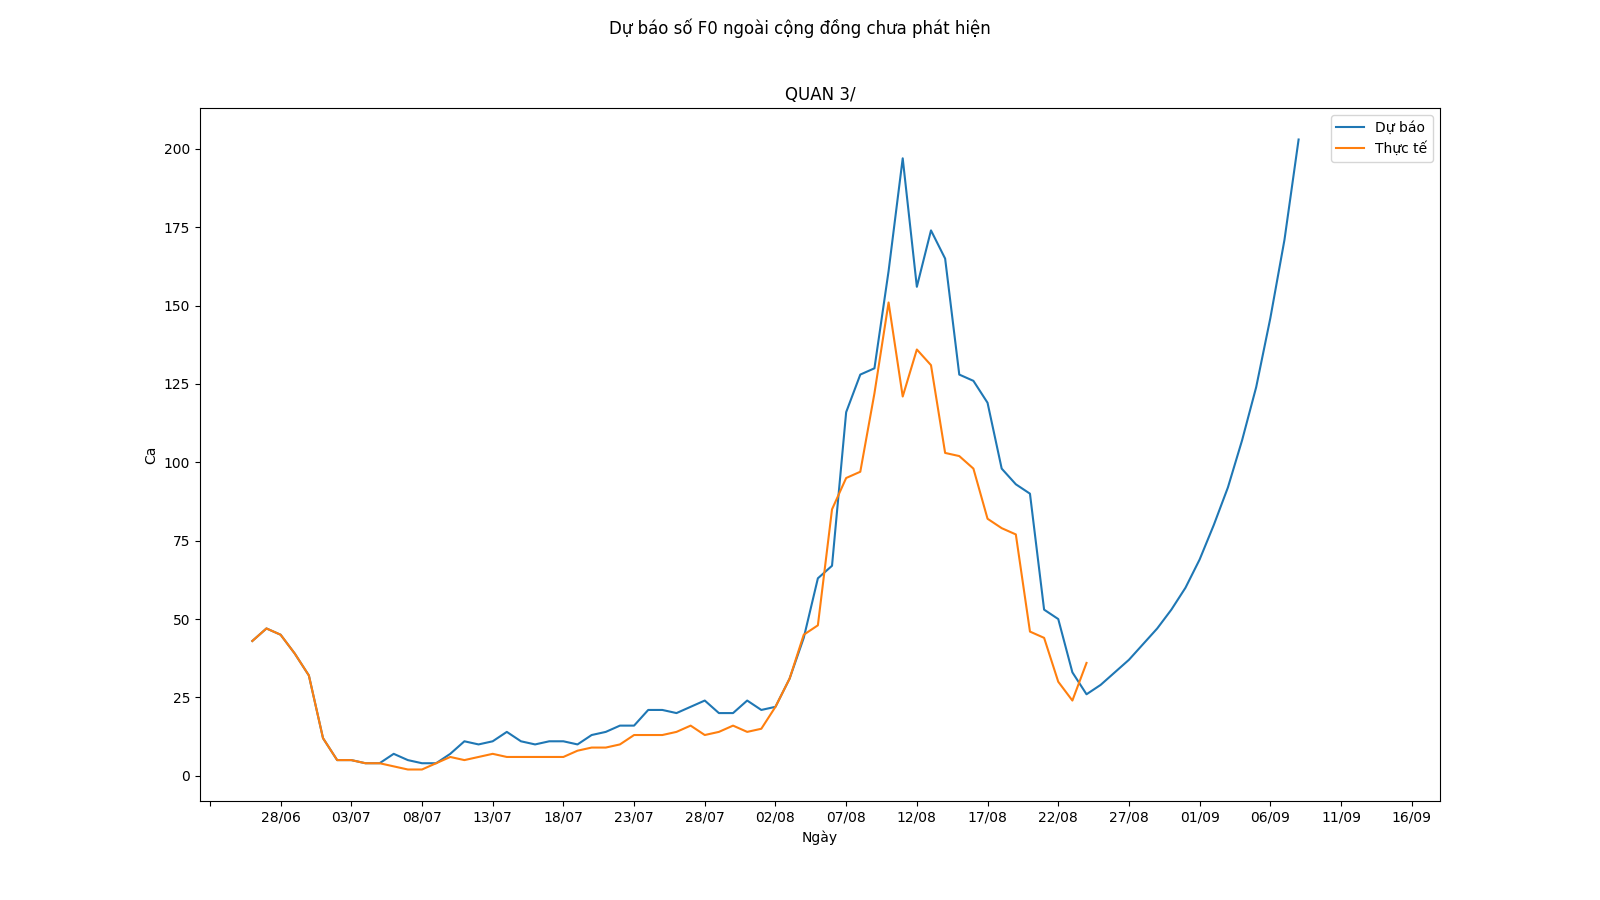 Dự báo số F0 ngoài cộng đồng chưa phát hiện
QUAN 3/
Dự báo
Thực tế
200
175
150
125
100
75
50
25
0
Ca
28/06 03/07 08/07 13/07 18/07 23/07 28/07 02/08 07/08 12/08 17/08 22/08 27/08 01/09 06/09 11/09 16/09
Ngày